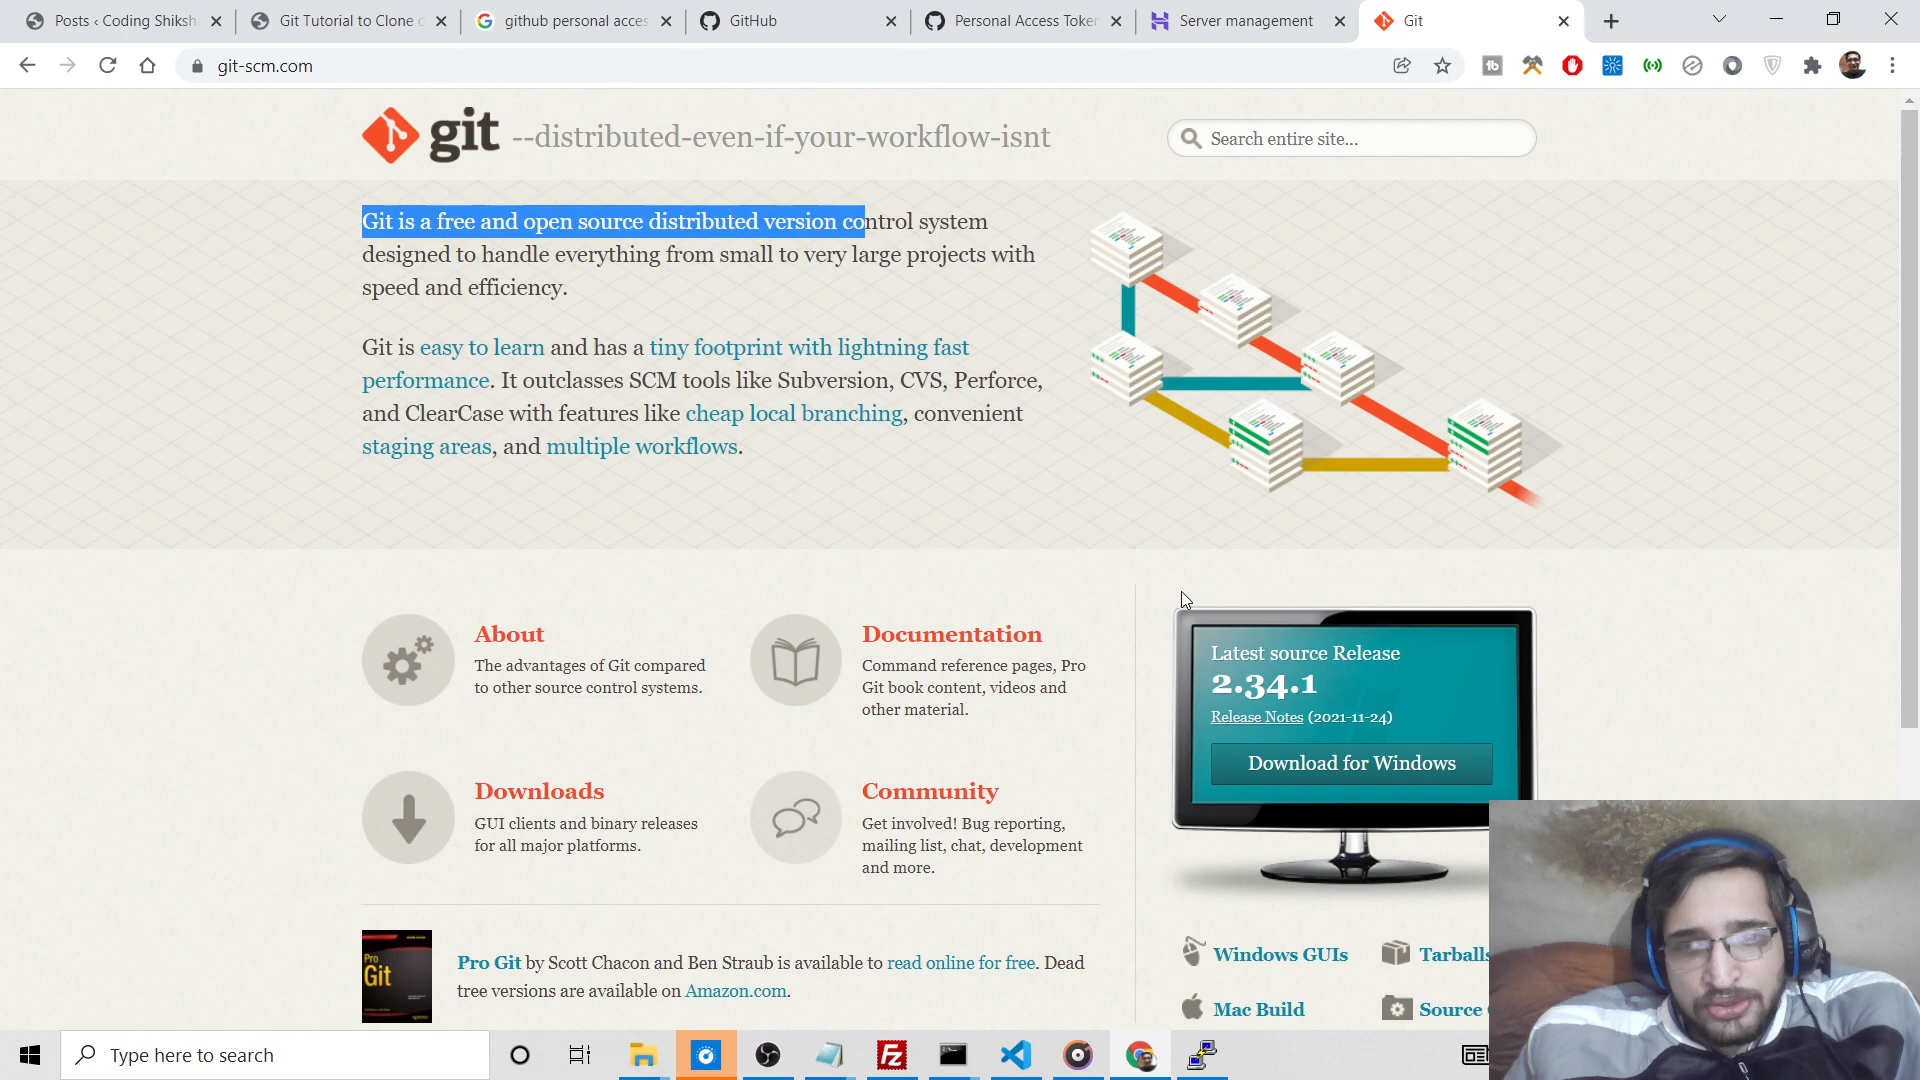 Posts ‹ Coding Shiksh
Git Tutorial to Clone o
github personal acces
GitHub
Personal Access Token
Server management
Git
git-scm.com
git --distributed-even-if-your-workflow-isnt
Search entire site...
Git is a free and open source distributed version control system
designed to handle everything from small to very large projects with
speed and efficiency.
Git is easy to learn and has a tiny footprint with lightning fast
performance. It outclasses SCM tools like Subversion, CVS, Perforce,
and ClearCase with features like cheap local branching, convenient
staging areas, and multiple workflows.
About
The advantages of Git compared
to other source control systems.
Documentation
Command reference pages, Pro
Git book content, videos and
other material.
Downloads
GUI clients and binary releases
for all major platforms.
Community
Get involved! Bug reporting,
mailing list, chat, development
and more.
Latest source Release
2.34.1
Release Notes (2021-11-24)
Download for Windows
Windows GUIs
Tarballs
Mac Build
Source
Pro
Git
Pro Git by Scott Chacon and Ben Straub is available to read online for free. Dead
tree versions are available on Amazon.com.
Type here to search